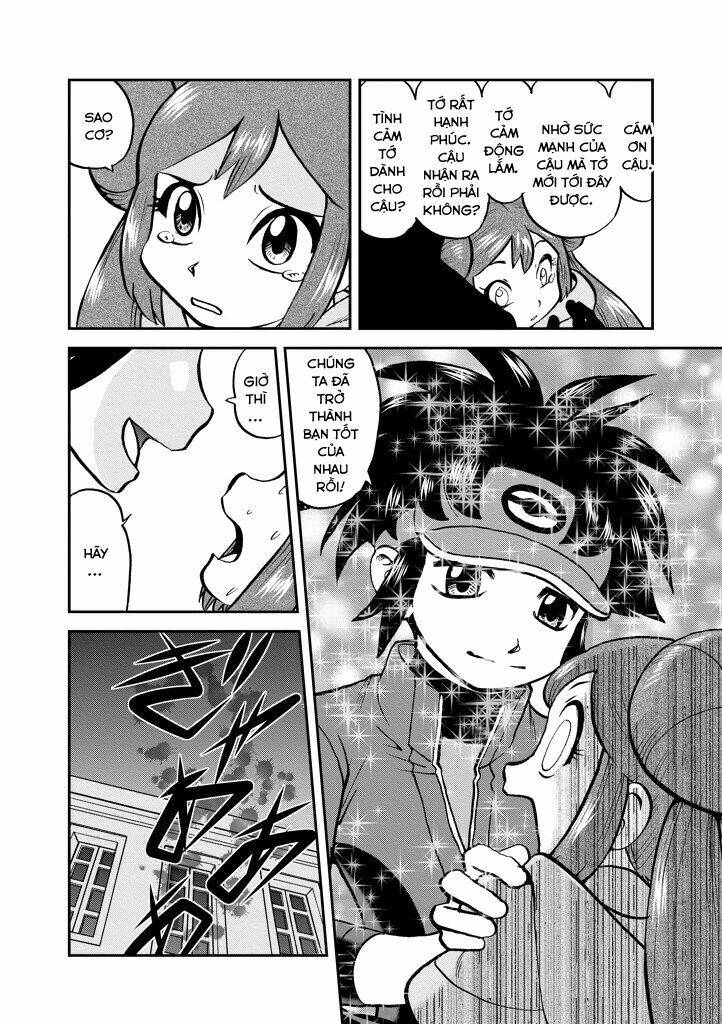 CÁM
ƠN
CẬU.
NHỜ SỨC
MẠNH CỦA
CẬU MÀ TỚ
MỚI TỚI ĐÂY
ĐƯỢC.
TỚ
CẢM
ĐỘNG
LẮM.
TỚ RẤT
HẠNH
PHÚC.
CẬU
NHẬN RA
RỒI PHẢI
KHÔNG?
TÌNH
CẢM
TỚ
DÀNH
CHO
CẬU?
SAO
CƠ?
CHÚNG
TA ĐÃ
TRỞ
THÀNH
BẠN TỐT
CỦA
NHAU
RỒI!
GIỜ
THÌ
...
HÃY
...
ぎゃあああ